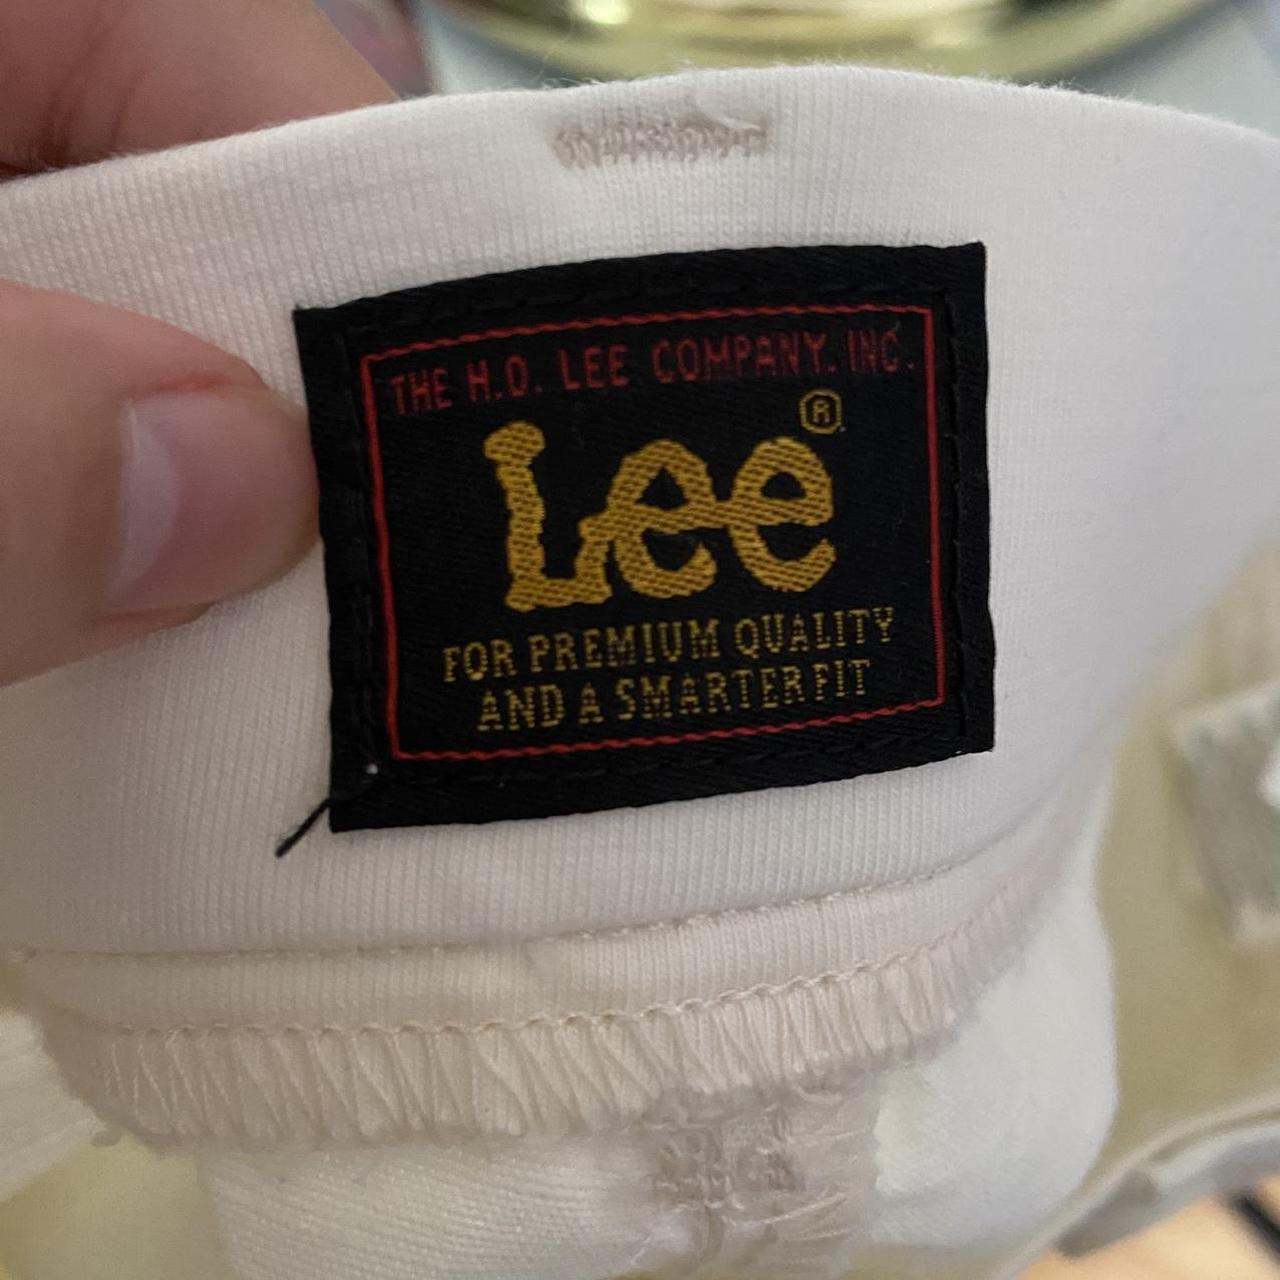 THE H.D. LEE COMPANY. INC.
Lee®
FOR PREMIUM QUALITY
AND A SMARTER FIT